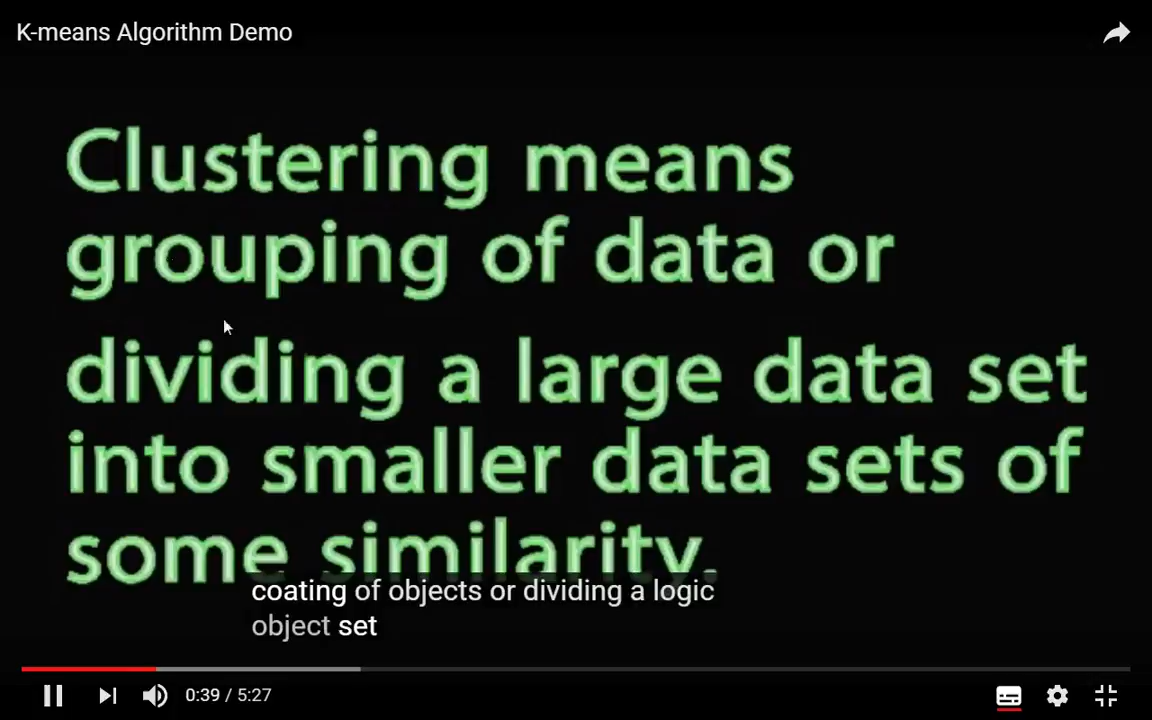 K-means Algorithm Demo
Clustering means
grouping of data or
dividing a large data set
into smaller data sets of
some similarity.
coating of objects or dividing a logic
object set
0:39 / 5:27